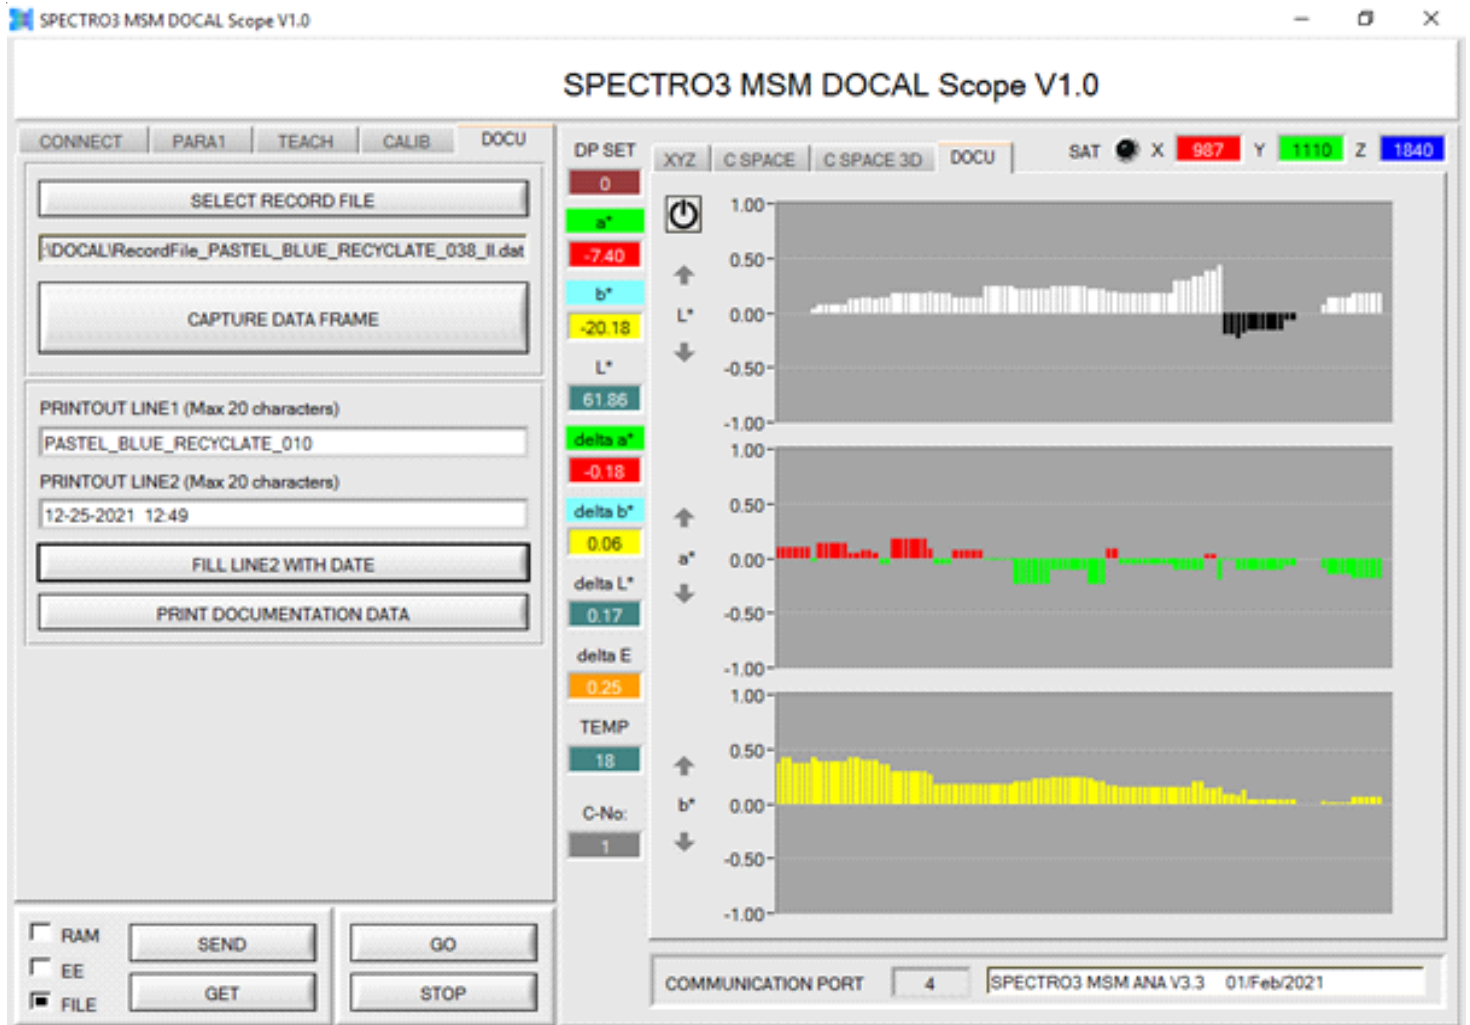 SPECTRO3 MSM DOCAL Scope V1.0
SPECTRO3 MSM DOCAL Scope V1.0
CONNECT PARA1 TEACH CALIB DOCU
SELECT RECORD FILE
:\DOCAL\RecordFile_PASTEL_BLUE_RECYCLATE_038_II.dat
CAPTURE DATA FRAME
PRINTOUT LINE1 (Max 20 characters)
PASTEL_BLUE_RECYCLATE_010
PRINTOUT LINE2 (Max 20 characters)
12-25-2021 12:49
FILL LINE2 WITH DATE
PRINT DOCUMENTATION DATA
RAM
EE
FILE
SEND
GET
GO
STOP
DP SET
0
a*
-7.40
b*
-20.18
L*
61.86
delta a*
-0.18
delta b*
0.06
delta L*
0.17
delta E
0.25
TEMP
18
C-No:
1
XYZ C SPACE C SPACE 3D DOCU
SAT X 987 Y 1110 Z 1840
1.00
0.50
L* 0.00
-0.50
-1.00
1.00
0.50
a* 0.00
-0.50
-1.00
1.00
0.50
b* 0.00
-0.50
-1.00
COMMUNICATION PORT 4 SPECTRO3 MSM ANA V3.3 01/Feb/2021